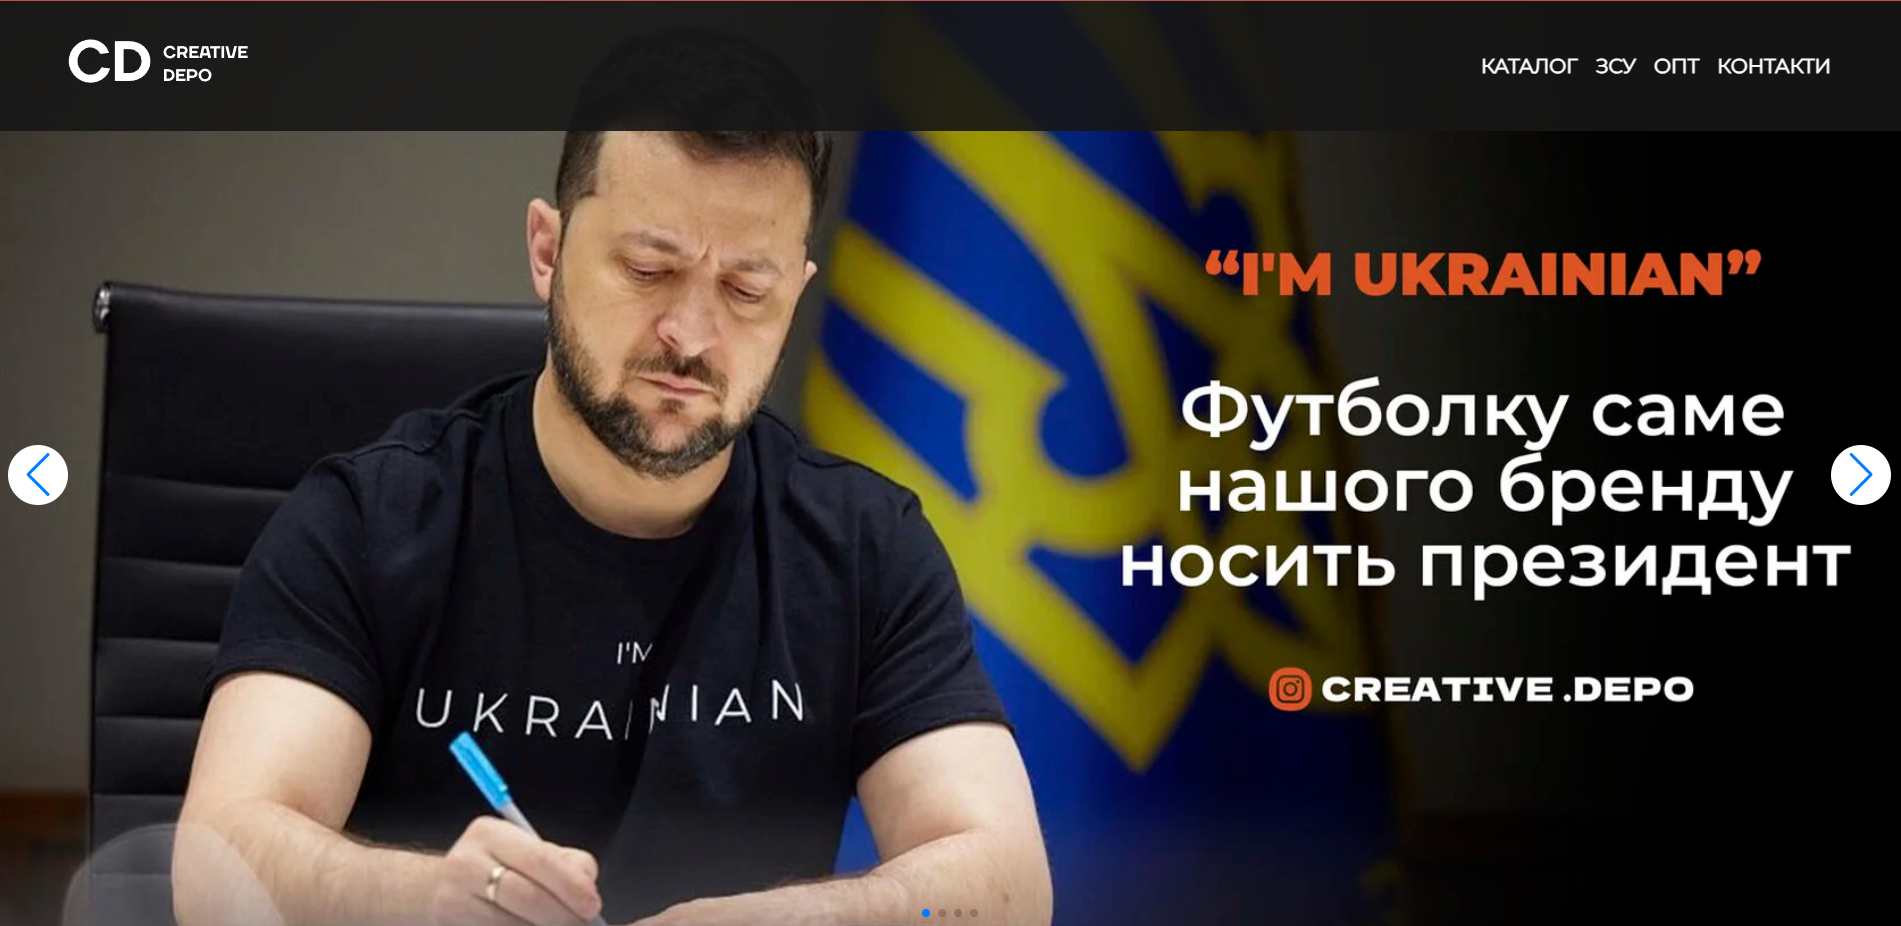 CD CREATIVE
DEPO
КАТАЛОГ ЗСУ ОПТ КОНТАКТИ
“I'M UKRAINIAN”
Футболку саме
нашого бренду
носить президент
CREATIVE .DEPO
I'M
UKRAINIAN